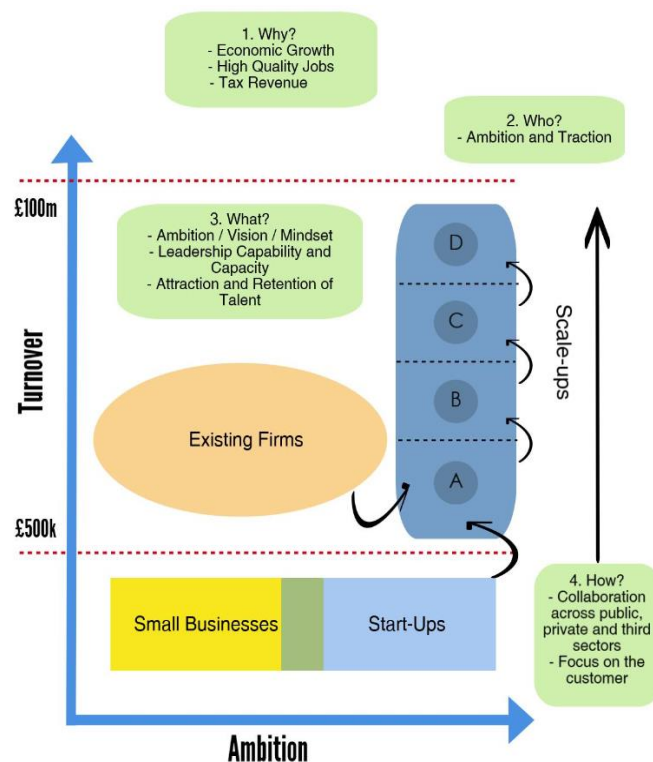 1. Why?
- Economic Growth
- High Quality Jobs
- Tax Revenue
2. Who?
- Ambition and Traction
£100m
3. What?
- Ambition / Vision / Mindset
- Leadership Capability and
Capacity
- Attraction and Retention of
Talent
D
C
B
A
Scale-ups
Turnover
Existing Firms
£500k
4. How?
- Collaboration
across public,
private and third
sectors
- Focus on the
customer
Small Businesses
Start-Ups
Ambition